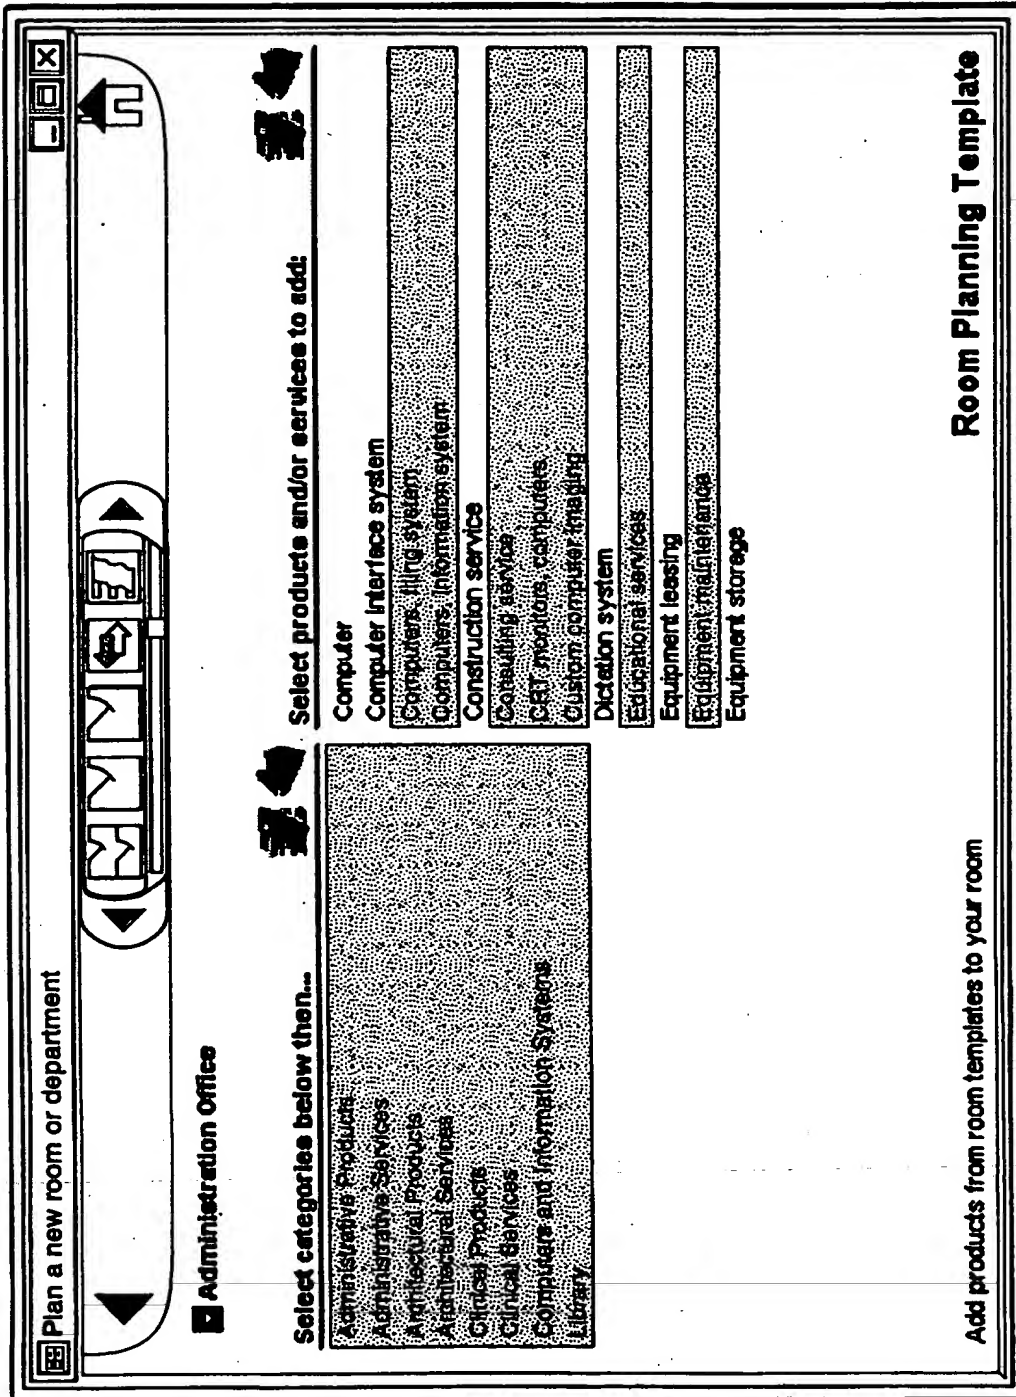 Plan a new room or department
Administration Office
Select categories below then...
Administrative Products
Administrative Services
Architectural Products
Architectural Services
Clinical Products
Clinical Services
Computers and Information Systems
Library
Select products and/or services to add:
Computer
Computer interface system
Computers, filing system
Computers, information system
Construction service
Consulting service
CRT monitors, computers
Custom computer imaging
Dictation system
Educational services
Equipment leasing
Equipment maintenance
Equipment storage
Add products from room templates to your room
Room Planning Template